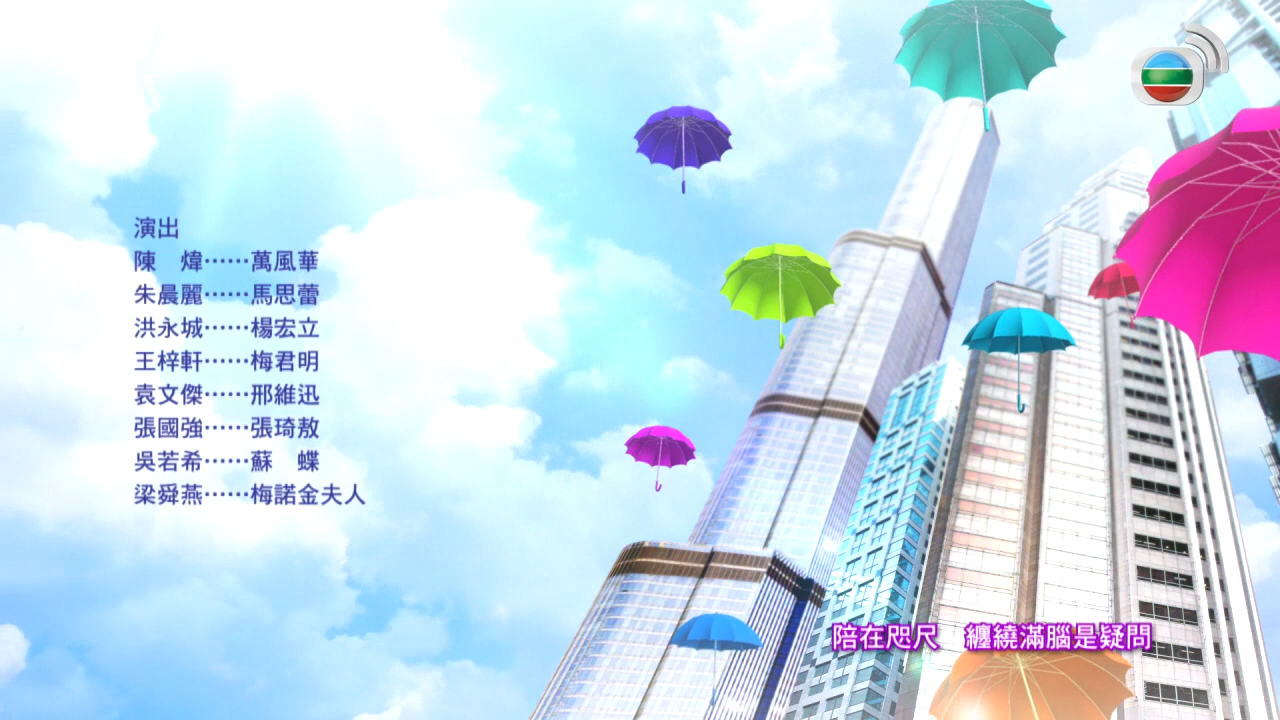 演出
陳　煒……萬風華
朱晨麗……馬思蕾
洪永城……楊宏立
王梓軒……梅君明
袁文傑……邢維迅
張國強……張琦敖
吳若希……蘇　蝶
梁舜燕……梅諾金夫人
陪在咫尺　纏繞滿腦是疑問